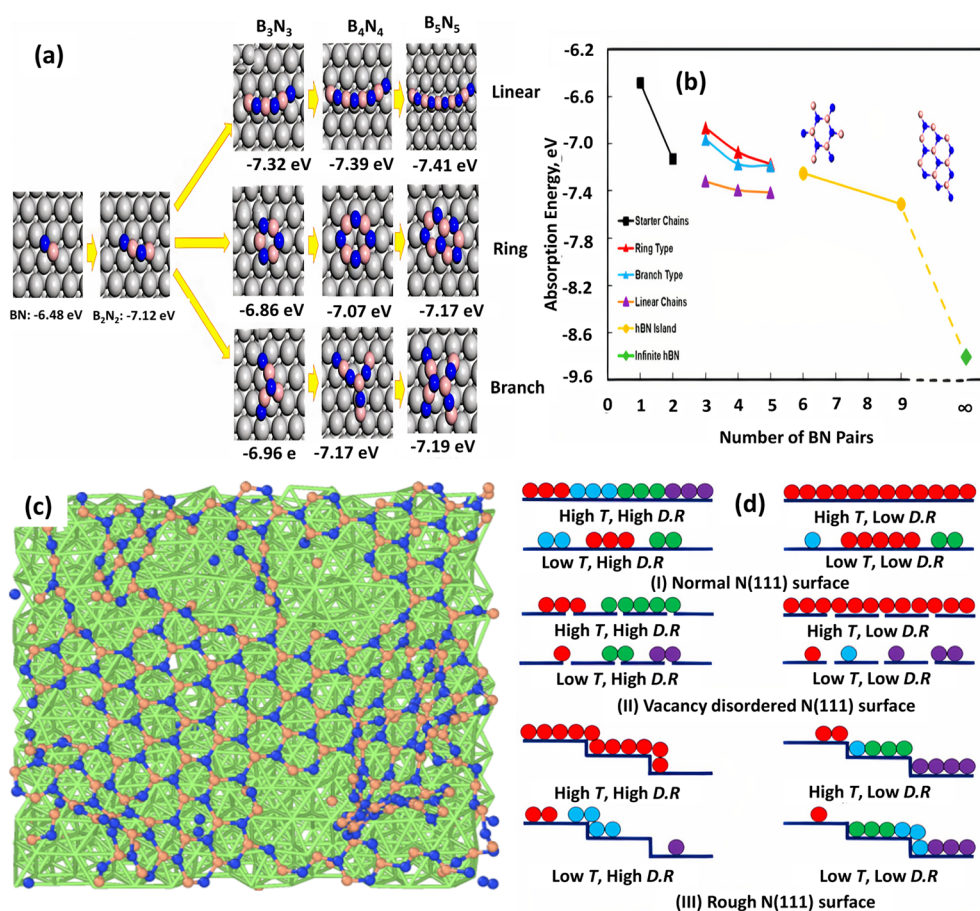 (a)
B₃N₃ B₄N₄ B₅N₅
Linear
-7.32 eV -7.39 eV -7.41 eV
BN: -6.48 eV B₂N₂: -7.12 eV
Ring
-6.86 eV -7.07 eV -7.17 eV
Branch
-6.96 e -7.17 eV -7.19 eV
(b)
Absorption Energy, eV
-6.2
-6.6
-7.0
-7.4
-7.8
-8.2
-8.6
-9.6
Starter Chains
Ring Type
Branch Type
Linear Chains
hBN Island
Infinite hBN
0 1 2 3 4 5 6 7 8 9 ∞
Number of BN Pairs
(c)
(d)
High T, High D.R High T, Low D.R
Low T, High D.R Low T, Low D.R
(I) Normal N(111) surface
High T, High D.R High T, Low D.R
Low T, High D.R Low T, Low D.R
(II) Vacancy disordered N(111) surface
High T, High D.R High T, Low D.R
Low T, High D.R Low T, Low D.R
(III) Rough N(111) surface